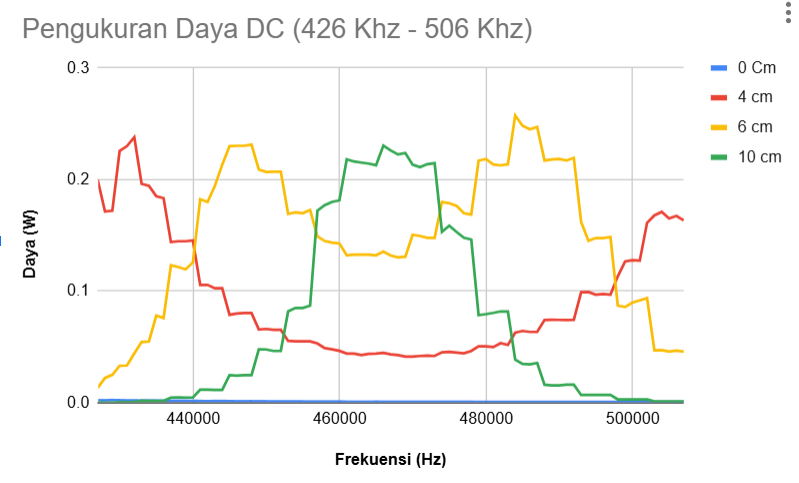 Pengukuran Daya DC (426 Khz - 506 Khz)
0 Cm
4 cm
6 cm
10 cm
Daya (W)
0.3
0.2
0.1
0.0
440000 460000 480000 500000
Frekuensi (Hz)